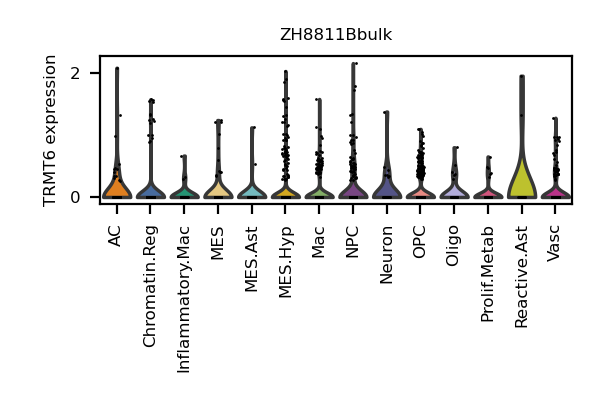 ZH8811Bbulk
TRMT6 expression
2
0
AC
Chromatin.Reg
Inflammatory.Mac
MES
MES.Ast
MES.Hyp
Mac
NPC
Neuron
OPC
Oligo
Prolif.Metab
Reactive.Ast
Vasc